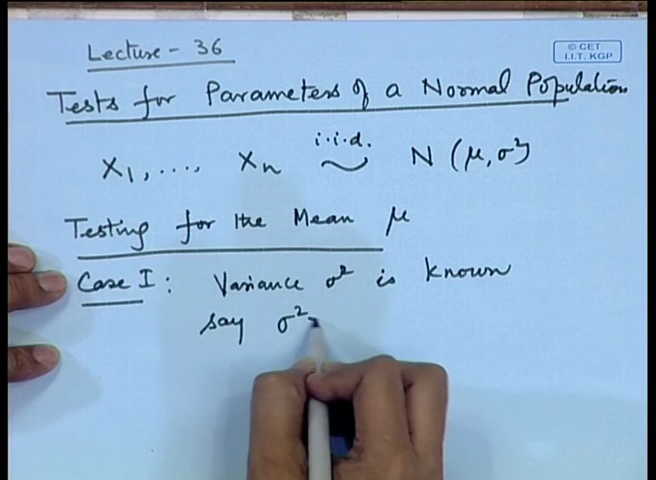 Lecture - 36
© CET
I.I.T. KGP
Tests for Parameters of a Normal Population
X₁, ..., Xₙ i.i.d. ~ N (μ, σ²)
Testing for the Mean μ
Case I : Variance σ² is known
say σ²=